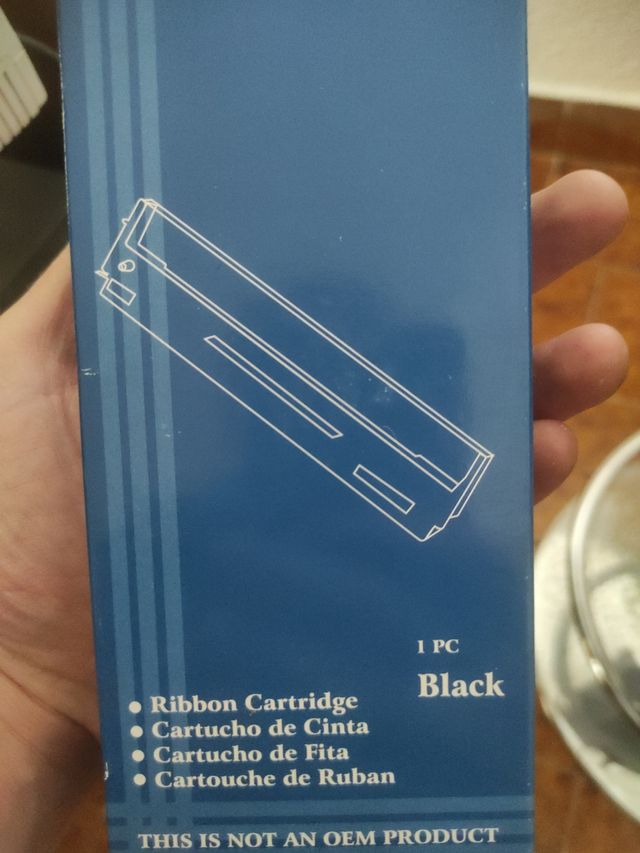 1 PC
Black
• Ribbon Cartridge
• Cartucho de Cinta
• Cartucho de Fita
• Cartouche de Ruban
THIS IS NOT AN OEM PRODUCT